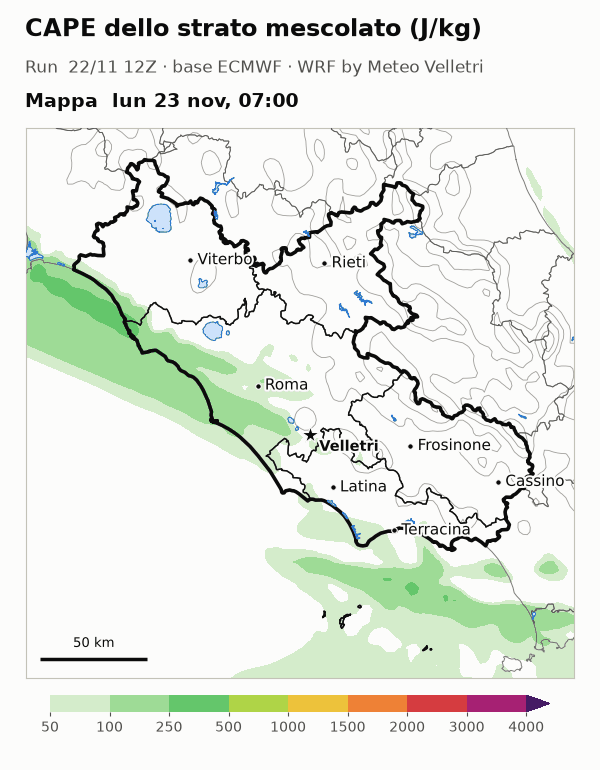 CAPE dello strato mescolato (J/kg)
Run  22/11 12Z · base ECMWF · WRF by Meteo Velletri
Mappa  lun 23 nov, 07:00
Viterbo
Rieti
Roma
Velletri
Frosinone
Cassino
Latina
Terracina
50 km
50 100 250 500 1000 1500 2000 3000 4000